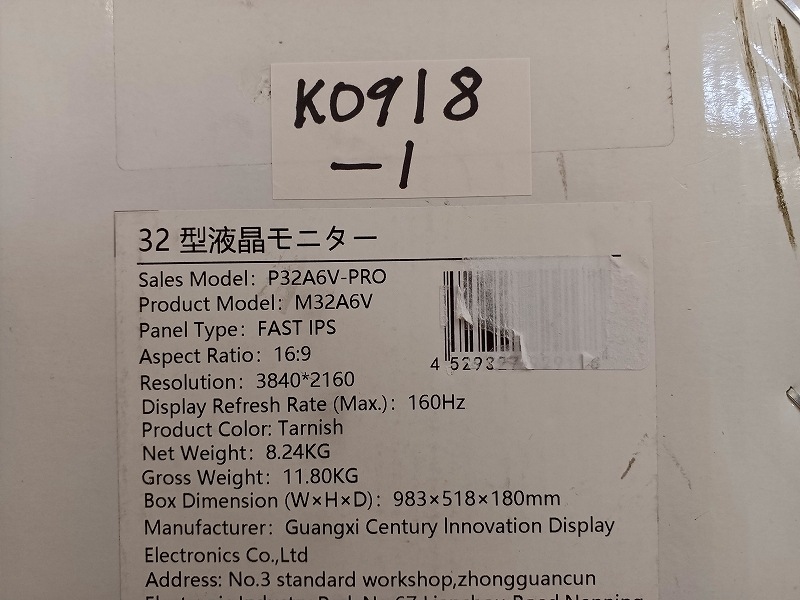 K0918
-1
32 型液晶モニター
Sales Model: P32A6V-PRO
Product Model: M32A6V
Panel Type: FAST IPS
Aspect Ratio: 16:9
Resolution: 3840*2160
Display Refresh Rate (Max.): 160Hz
Product Color: Tarnish
Net Weight: 8.24KG
Gross Weight: 11.80KG
Box Dimension (W×H×D): 983×518×180mm
Manufacturer: Guangxi Century Innovation Display
Electronics Co.,Ltd
Address: No.3 standard workshop,zhongguancun